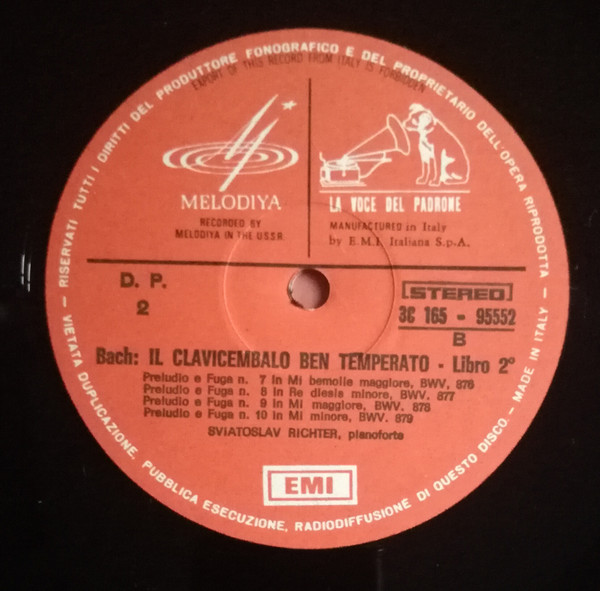 RISERVATI TUTTI I DIRITTI DEL PRODUTTORE FONOGRAFICO E DEL PROPRIETARIO DELL'OPERA RIPRODOTTA
EXPORT OF THIS RECORD FROM ITALY IS FORBIDDEN
MELODIYA
RECORDED BY
MELODIYA IN THE U.S.S.R.
LA VOCE DEL PADRONE
MANUFACTURED in Italy
by E.M.I. Italiana S.p.A.
D. P.
2
STEREO
3C 165 - 95552
B
Bach: IL CLAVICEMBALO BEN TEMPERATO - Libro 2°
Preludio e Fuga n. 7 in Mi bemolle maggiore, BWV. 876
Preludio e Fuga n. 8 in Re diesis minore, BWV. 877
Preludio e Fuga n. 9 in Mi maggiore, BWV. 878
Preludio e Fuga n. 10 in Mi minore, BWV. 879
SVIATOSLAV RICHTER, pianoforte
EMI
VIETATA DUPLICAZIONE, PUBBLICA ESECUZIONE, RADIODIFFUSIONE DI QUESTO DISCO - MADE IN ITALY -